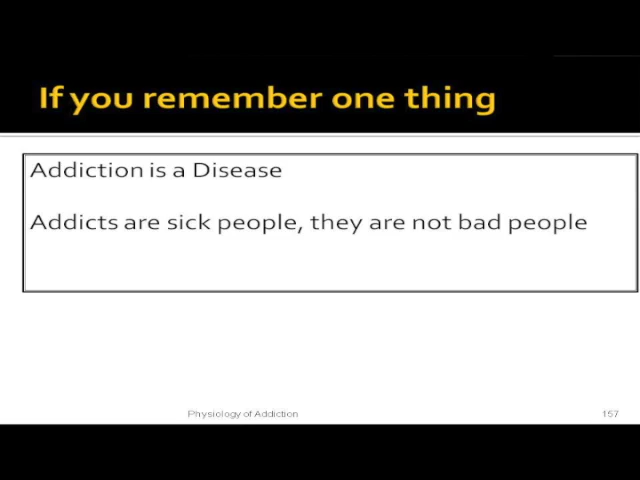 If you remember one thing
Addiction is a Disease
Addicts are sick people, they are not bad people
Physiology of Addiction
157